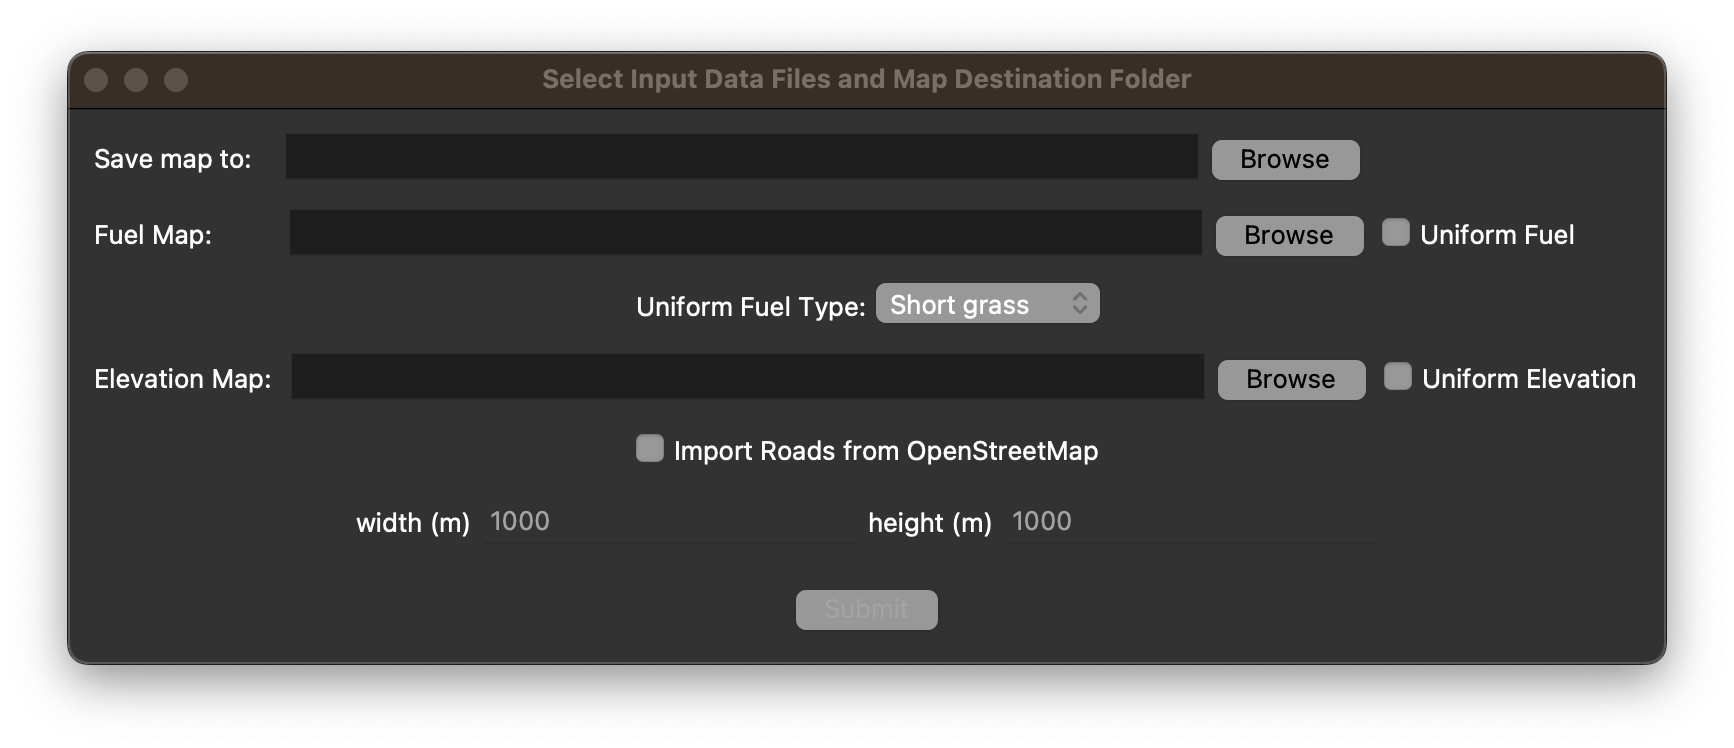 Select Input Data Files and Map Destination Folder
Save map to: Browse
Fuel Map: Browse Uniform Fuel
Uniform Fuel Type: Short grass
Elevation Map: Browse Uniform Elevation
Import Roads from OpenStreetMap
width (m) 1000 height (m) 1000
Submit